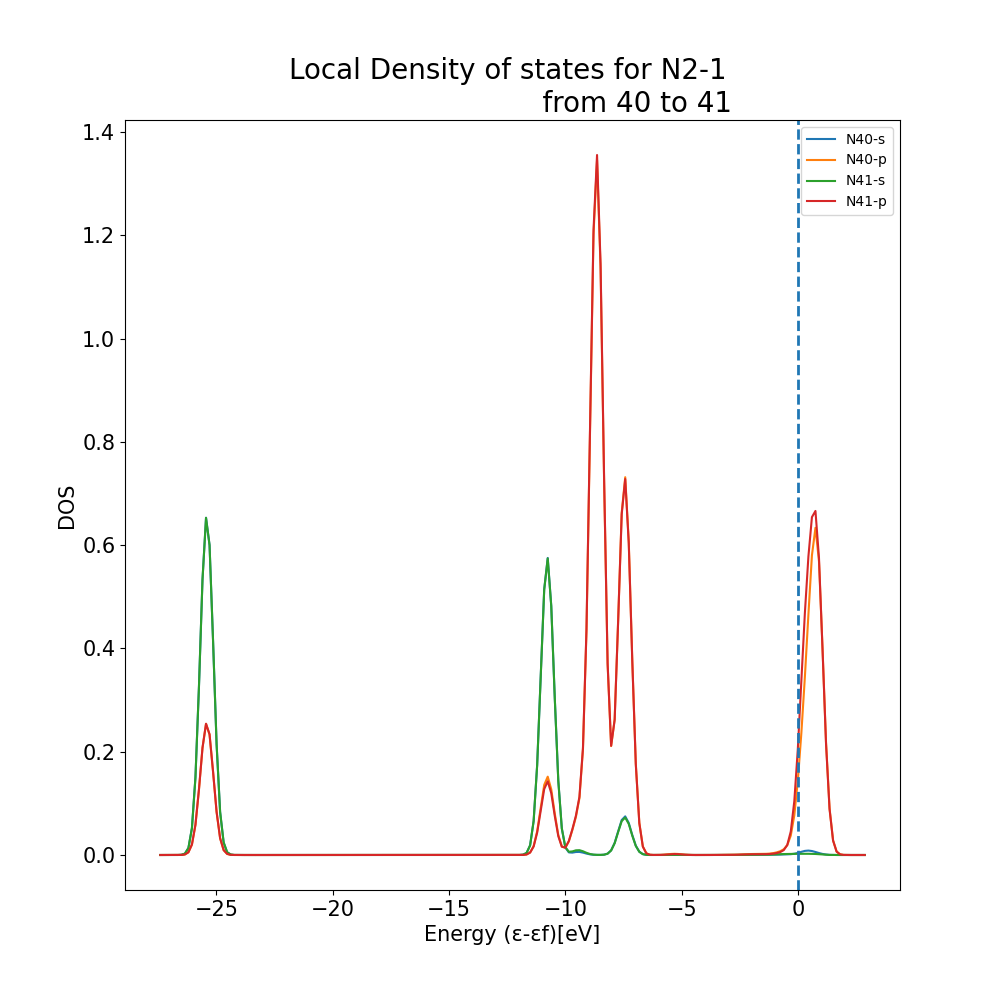 Local Density of states for N2-1
from 40 to 41
1.4
1.2
1.0
0.8
0.6
0.4
0.2
0.0
DOS
N40-s
N40-p
N41-s
N41-p
−25
−20
−15
−10
−5
0
Energy (ε-εf)[eV]